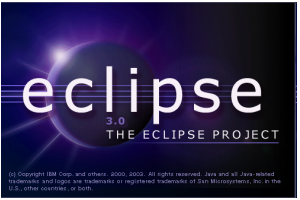 eclipse
3.0
THE ECLIPSE PROJECT
(c) Copyright IBM Corp. and others. 2000, 2003. All rights reserved. Java and all Java-related
trademarks and logos are trademarks or registered trademarks of Sun Microsystems, Inc. in the
U.S., other countries, or both.